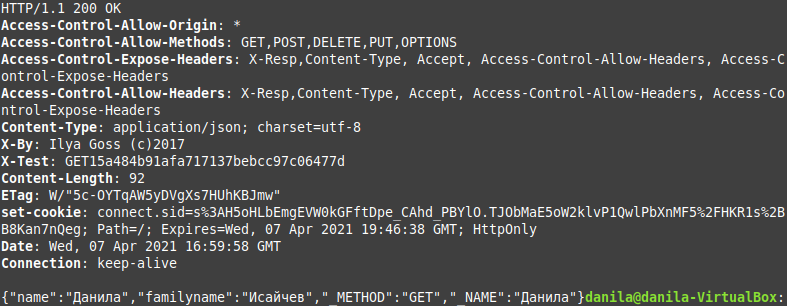 HTTP/1.1 200 OK
Access-Control-Allow-Origin: *
Access-Control-Allow-Methods: GET,POST,DELETE,PUT,OPTIONS
Access-Control-Expose-Headers: X-Resp,Content-Type, Accept, Access-Control-Allow-Headers, Access-C
ontrol-Expose-Headers
Access-Control-Allow-Headers: X-Resp,Content-Type, Accept, Access-Control-Allow-Headers, Access-Co
ntrol-Expose-Headers
Content-Type: application/json; charset=utf-8
X-By: Ilya Goss (c)2017
X-Test: GET15a484b91afa717137bebcc97c06477d
Content-Length: 92
ETag: W/"5c-OYTqAW5yDVgXs7HUhKBJmw"
set-cookie: connect.sid=s%3AH5oHLbEmgEVW0kGFftDpe_CAhd_PBYlO.TJObMaE5oW2klvP1QwlPbXnMF5%2FHKR1s%2B
B8Kan7nQeg; Path=/; Expires=Wed, 07 Apr 2021 19:46:38 GMT; HttpOnly
Date: Wed, 07 Apr 2021 16:59:58 GMT
Connection: keep-alive

{"name":"Данила","familyname":"Исайчев","_METHOD":"GET","_NAME":"Данила"}danila@danila-VirtualBox: